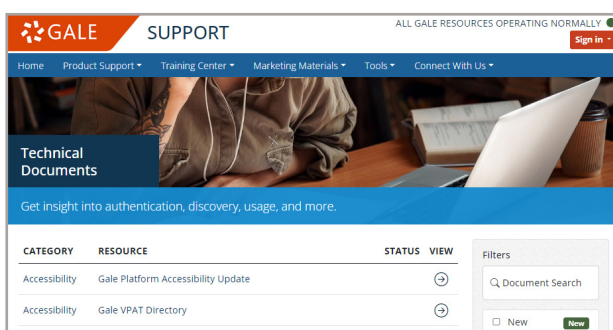 GALE SUPPORT
ALL GALE RESOURCES OPERATING NORMALLY
Sign in
Home Product Support Training Center Marketing Materials Tools Connect With Us
Technical
Documents
Get insight into authentication, discovery, usage, and more.
CATEGORY RESOURCE STATUS VIEW
Accessibility Gale Platform Accessibility Update
Accessibility Gale VPAT Directory
Filters
Document Search
New New